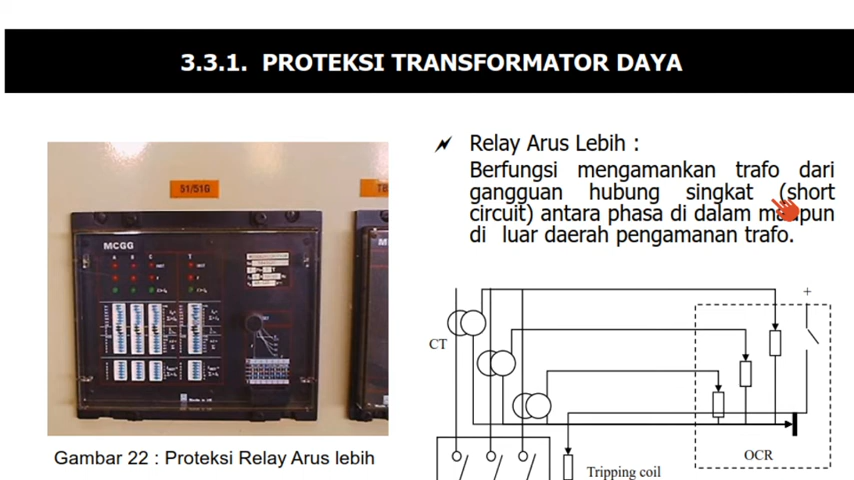 3.3.1. PROTEKSI TRANSFORMATOR DAYA
51/51G
MCGG
A B C T
Gambar 22 : Proteksi Relay Arus lebih
Relay Arus Lebih :
Berfungsi mengamankan trafo dari
gangguan hubung singkat (short
circuit) antara phasa di dalam maupun
di luar daerah pengamanan trafo.
+
CT
OCR
Tripping coil